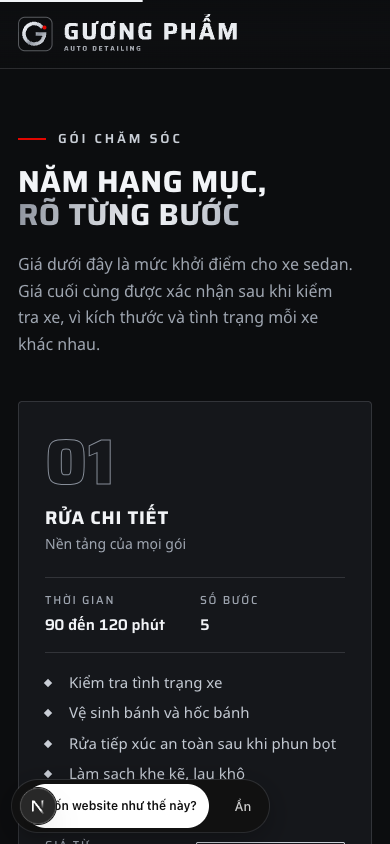 GƯƠNG PHẨM
AUTO DETAILING
GÓI CHĂM SÓC
NĂM HẠNG MỤC,
RÕ TỪNG BƯỚC
Giá dưới đây là mức khởi điểm cho xe sedan.
Giá cuối cùng được xác nhận sau khi kiểm
tra xe, vì kích thước và tình trạng mỗi xe
khác nhau.
01
RỬA CHI TIẾT
Nền tảng của mọi gói
THỜI GIAN SỐ BƯỚC
90 đến 120 phút 5
Kiểm tra tình trạng xe
Vệ sinh bánh và hốc bánh
Rửa tiếp xúc an toàn sau khi phun bọt
Làm sạch khe kẽ, lau khô
N website như thế này? Ẩn
GIÁ TỪ